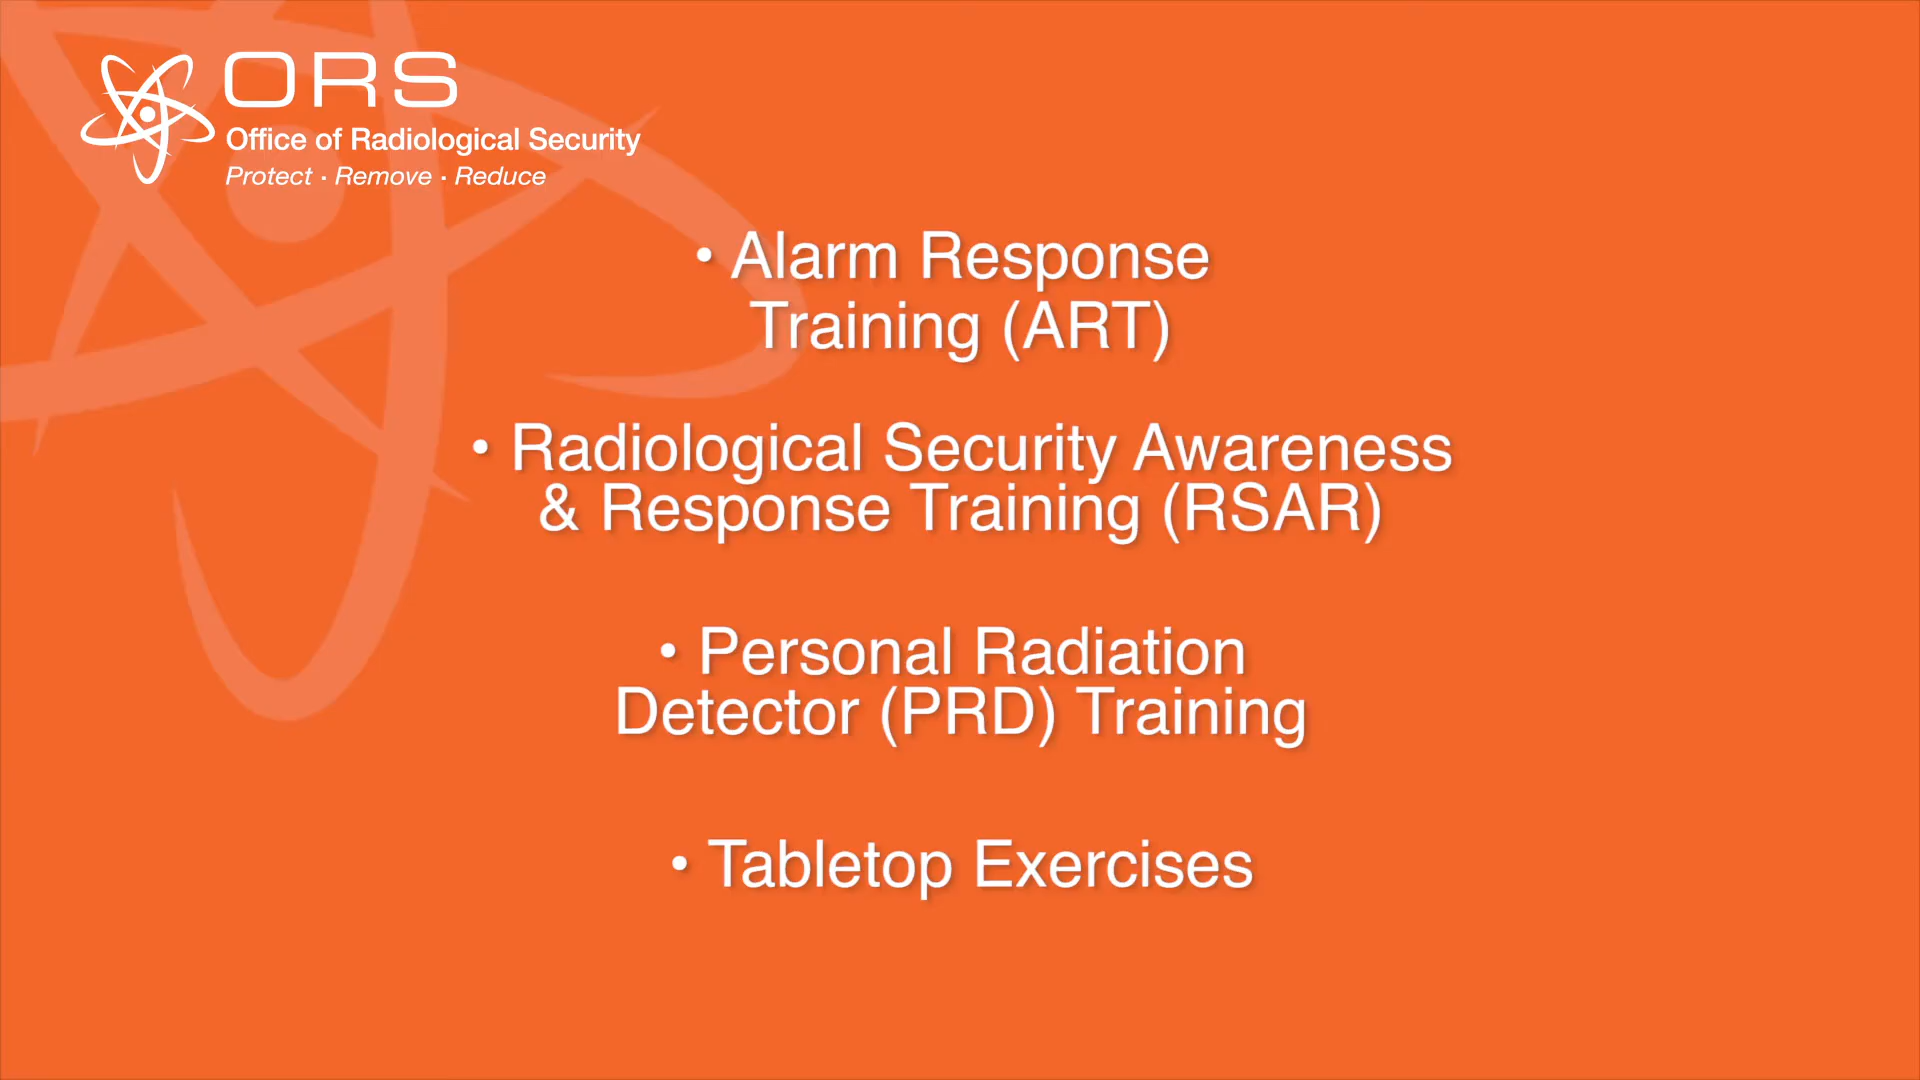 ORS
Office of Radiological Security
Protect · Remove · Reduce
• Alarm Response
Training (ART)
• Radiological Security Awareness
& Response Training (RSAR)
• Personal Radiation
Detector (PRD) Training
• Tabletop Exercises